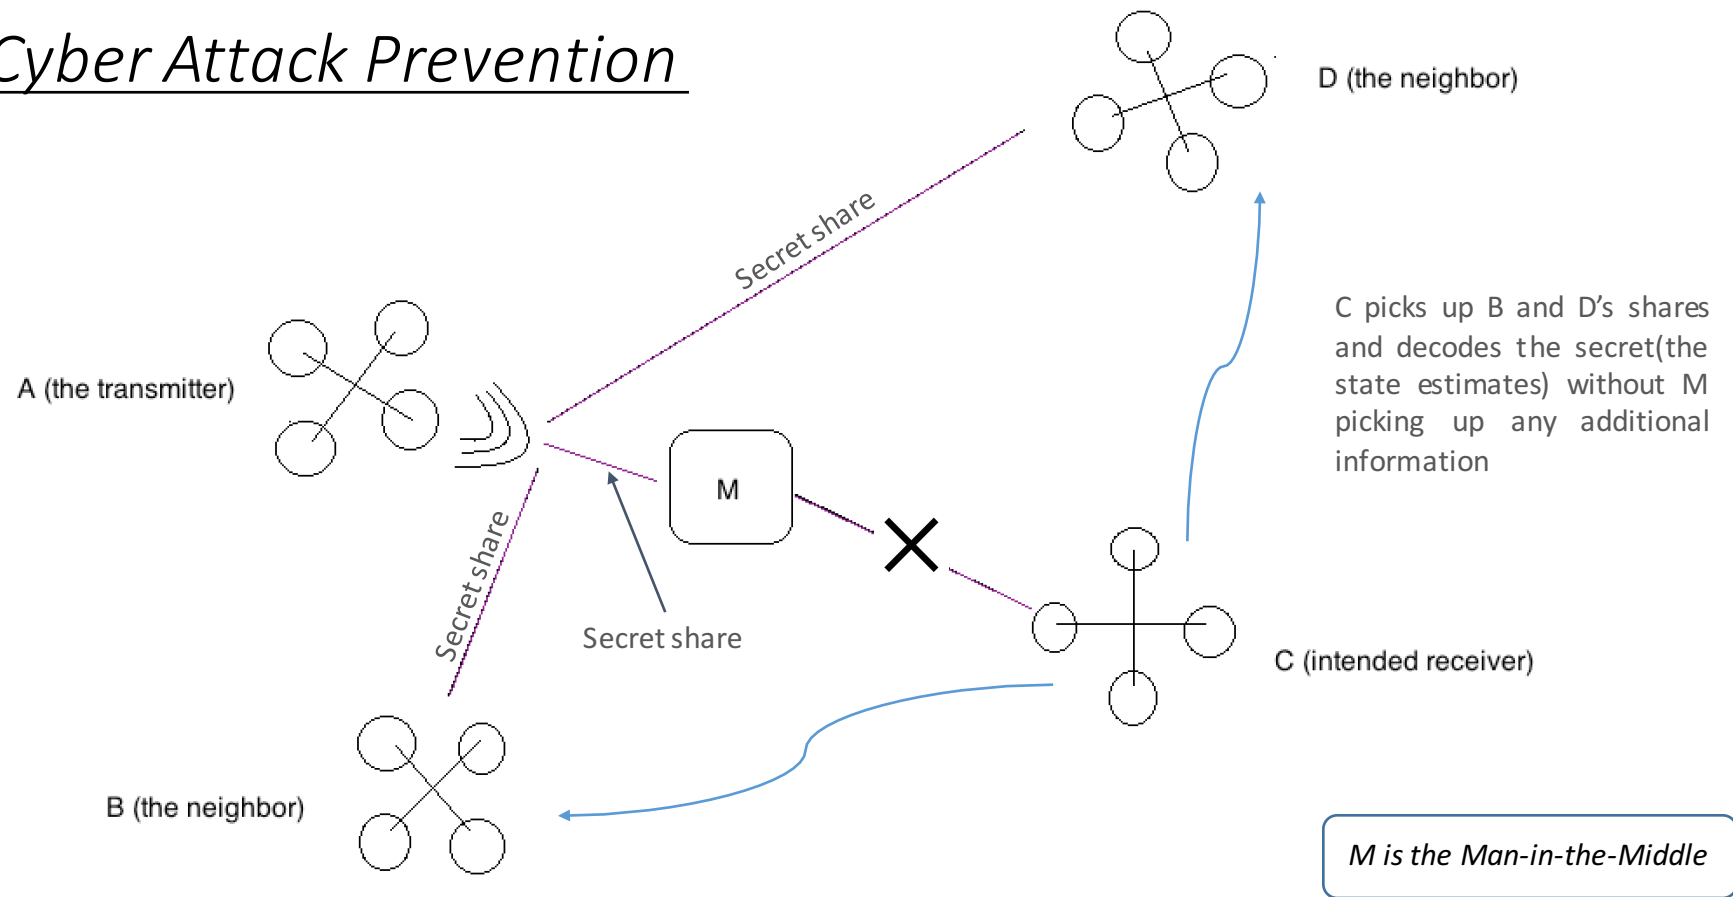 Cyber Attack Prevention
D (the neighbor)
Secret share
C picks up B and D’s shares
and decodes the secret(the
state estimates) without M
picking up any additional
information
A (the transmitter)
M
Secret share
Secret share
C (intended receiver)
B (the neighbor)
M is the Man-in-the-Middle